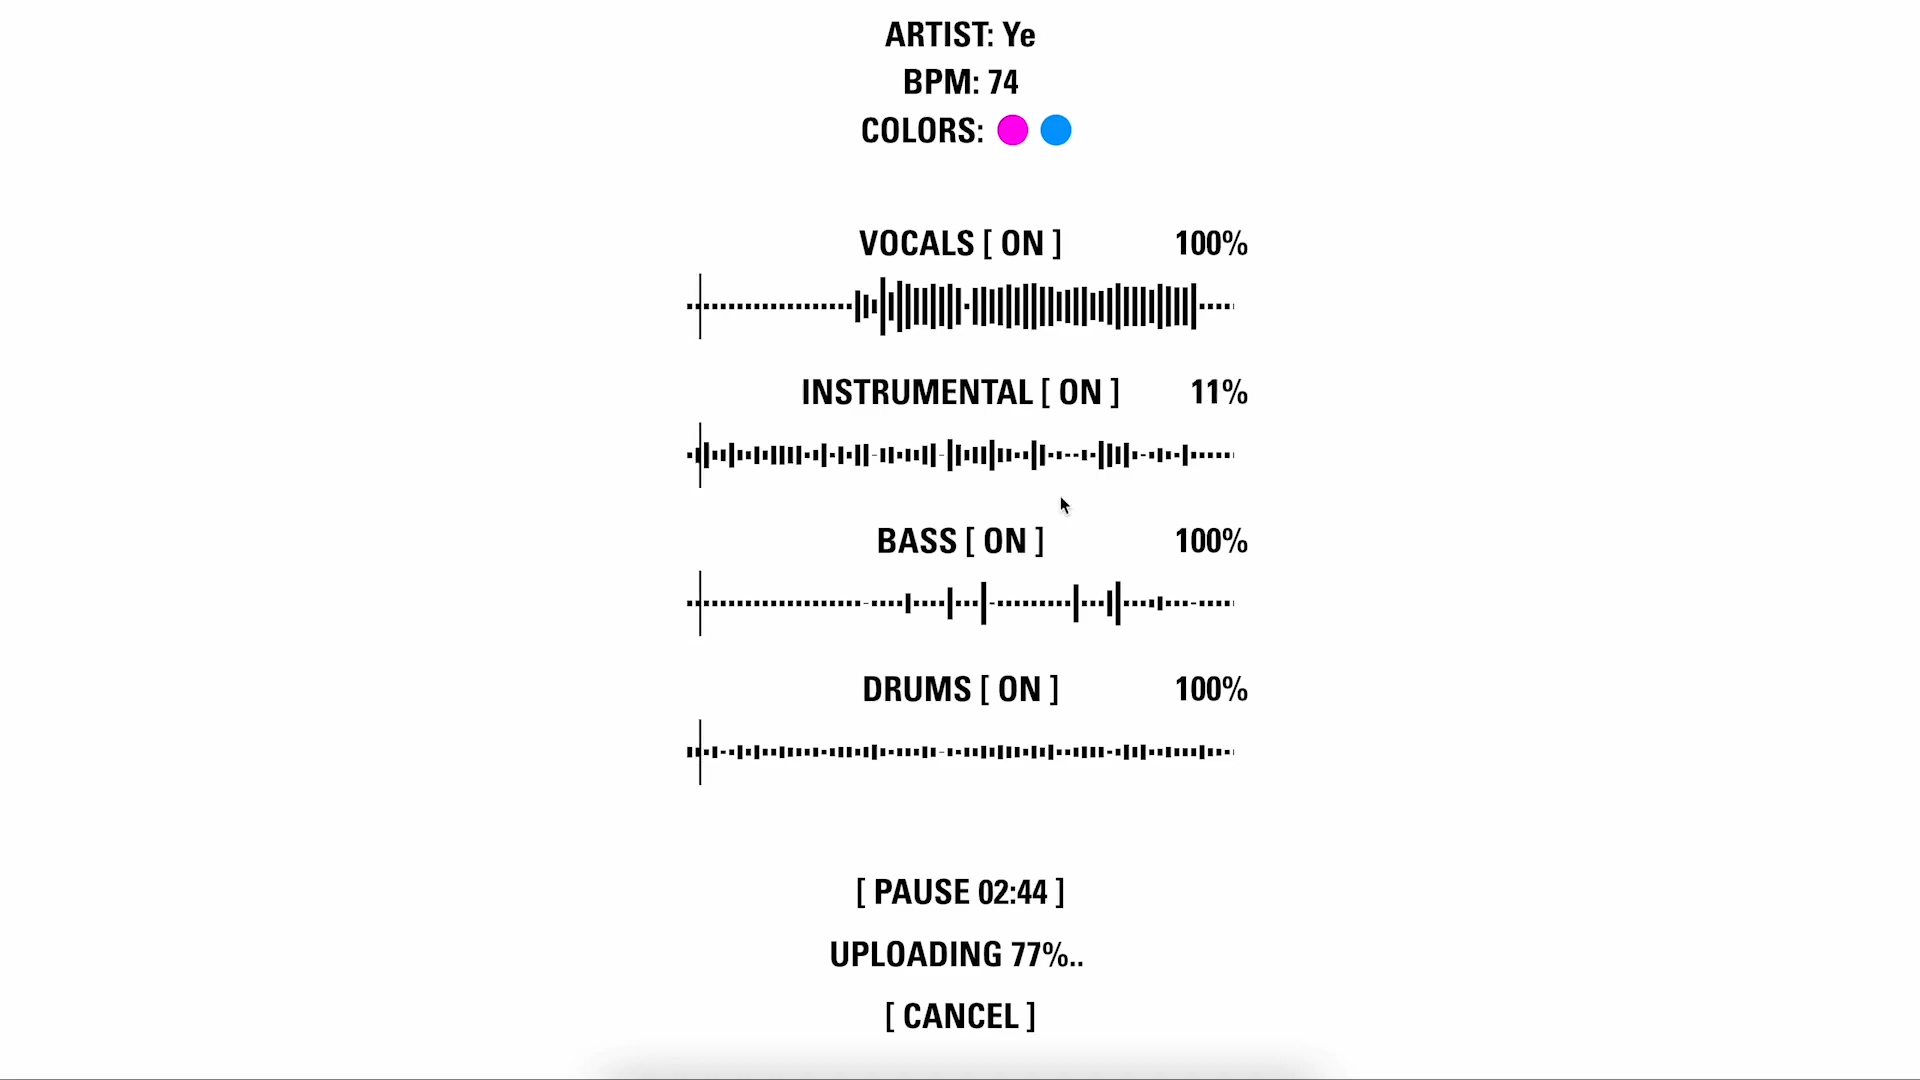 ARTIST: Ye
BPM: 74
COLORS:
VOCALS [ ON ] 100%
INSTRUMENTAL [ ON ] 11%
BASS [ ON ] 100%
DRUMS [ ON ] 100%
[ PAUSE 02:44 ]
UPLOADING 77%..
[ CANCEL ]